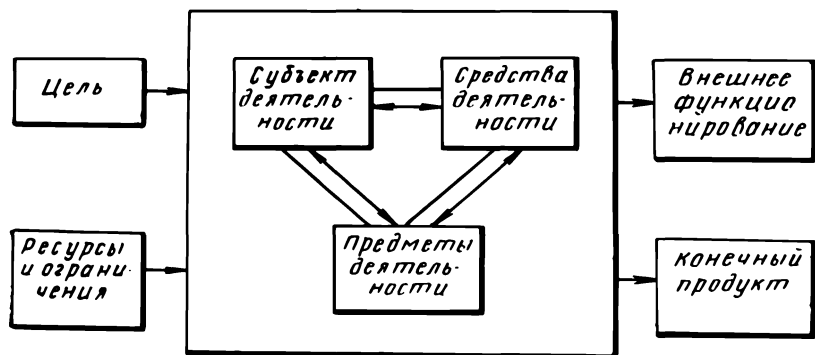 Цель
Ресурсы
и ограни-
чения
Субъект
деятель-
ности
Средства
деятель-
ности
Предметы
деятель-
ности
Внешнее
функцио
нирование
Конечный
продукт